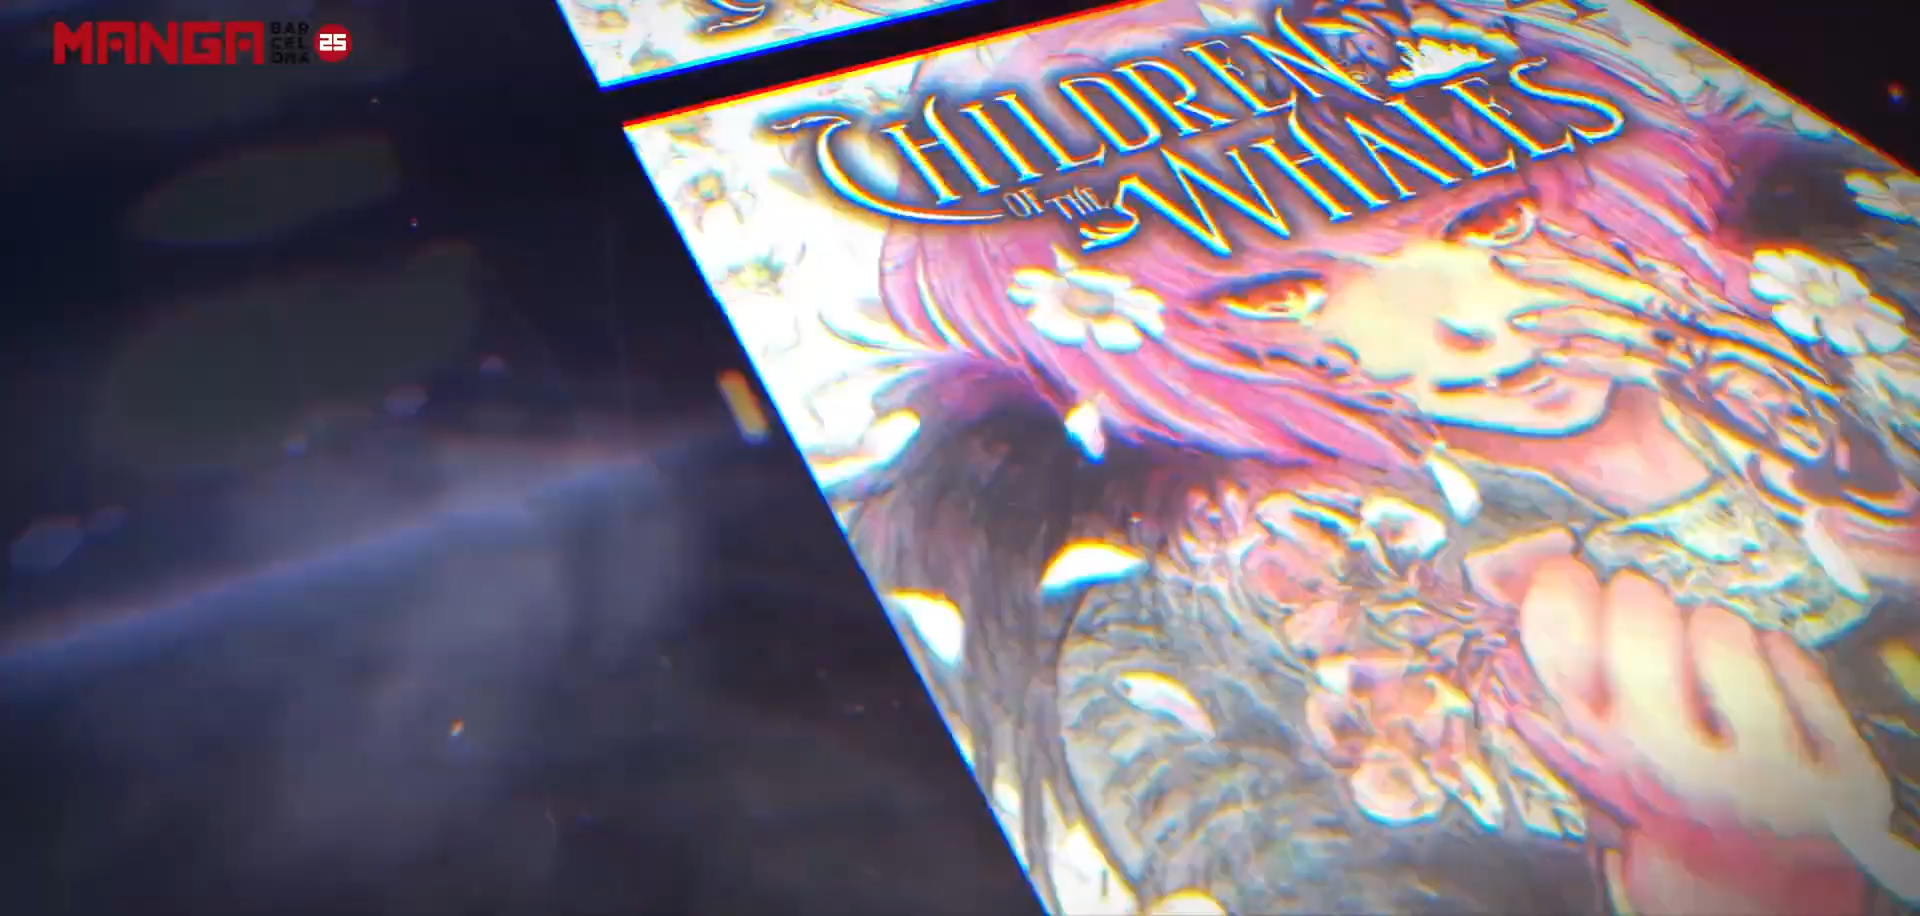 MANGA
BAR
CEL
ONA
25
CHILDREN
OF THE
WHALES